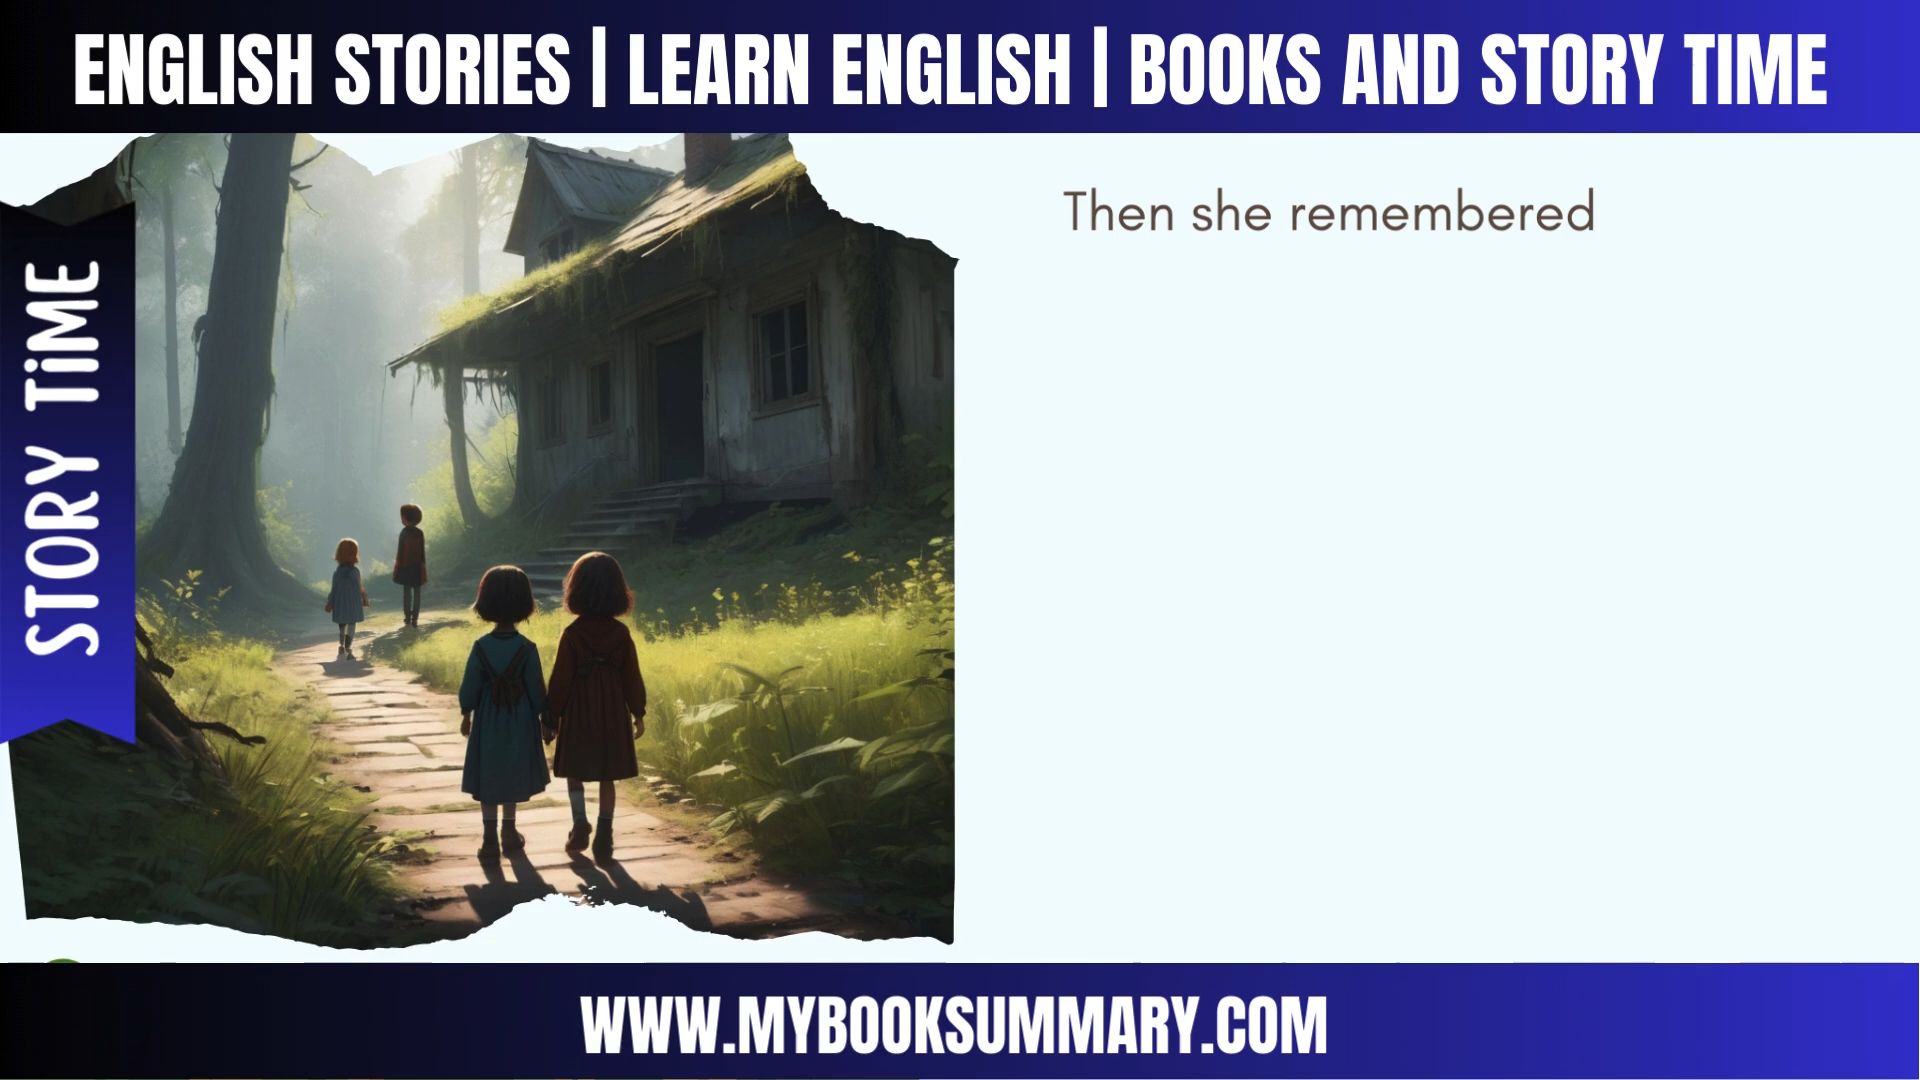 ENGLISH STORIES | LEARN ENGLISH | BOOKS AND STORY TIME
STORY TiME
Then she remembered
WWW.MYBOOKSUMMARY.COM